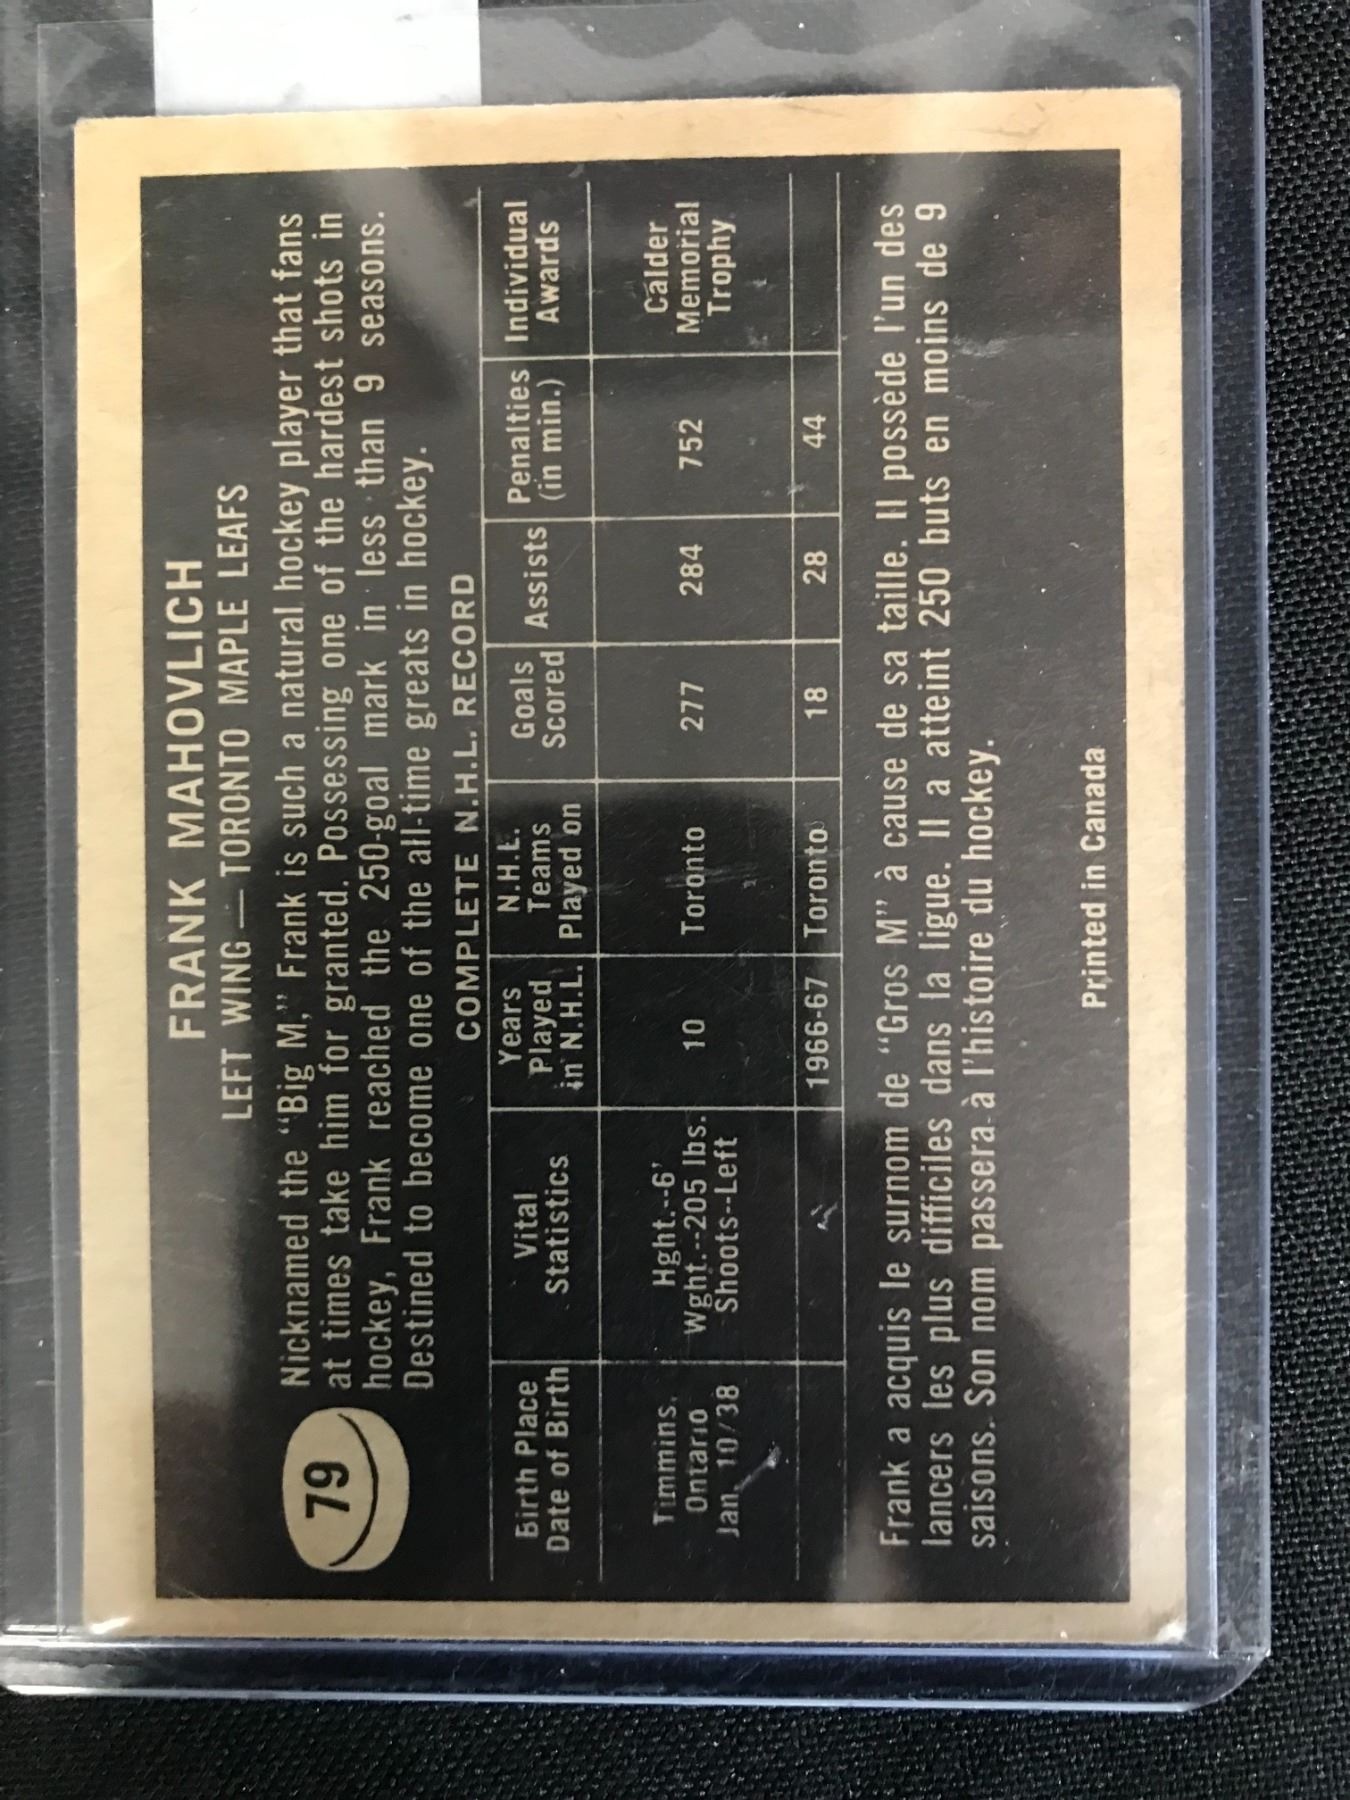 FRANK MAHOVLICH
LEFT WING — TORONTO MAPLE LEAFS
79
Nicknamed the "Big M," Frank is such a natural hockey player that fans
at times take him for granted. Possessing one of the hardest shots in
hockey, Frank reached the 250-goal mark in less than 9 seasons.
Destined to become one of the all-time greats in hockey.
COMPLETE N.H.L. RECORD
Birth Place
Date of Birth
Vital
Statistics
Years
Played
in N.H.L.
N.H.L.
Teams
Played on
Goals
Scored
Assists
Penalties
(in min.)
Individual
Awards
Timmins,
Ontario
Jan. 10/38
Hght.--6'
Wght.--205 lbs.
Shoots--Left
10
Toronto
277
284
752
Calder
Memorial
Trophy
1966-67 Toronto 18 28 44
Frank a acquis le surnom de "Gros M" à cause de sa taille. Il possède l'un des
lancers les plus difficiles dans la ligue. Il a atteint 250 buts en moins de 9
saisons. Son nom passera à l'histoire du hockey.
Printed in Canada